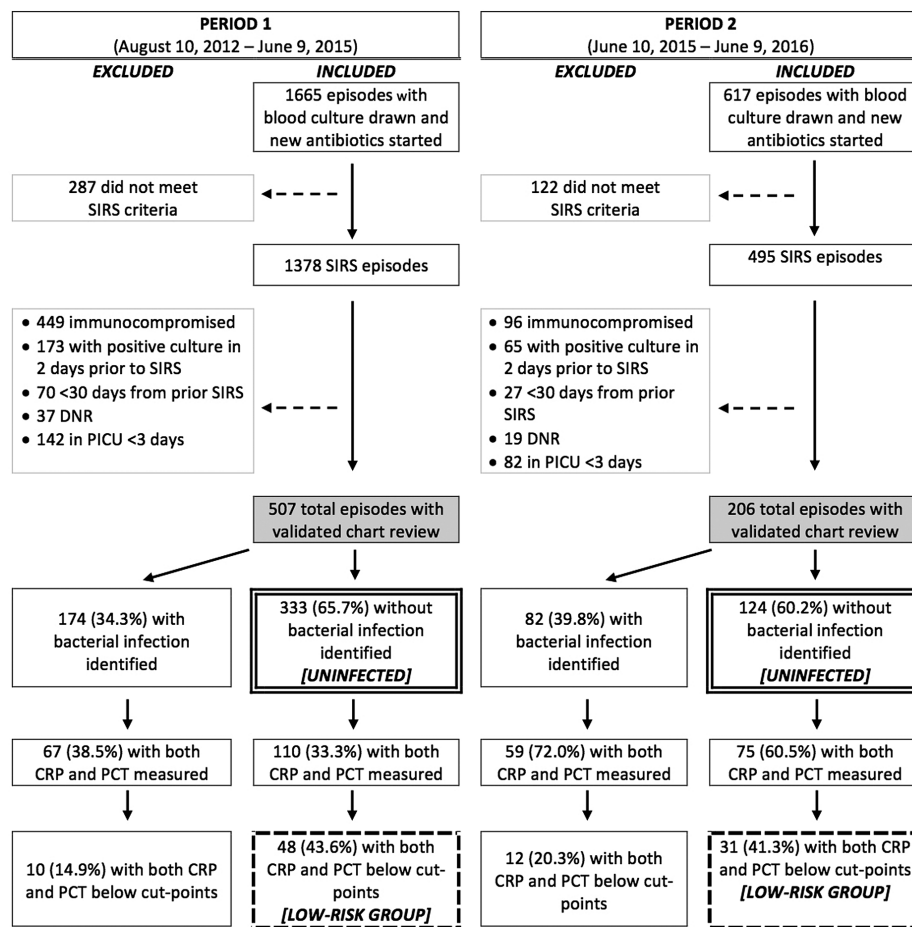 PERIOD 1
(August 10, 2012 – June 9, 2015)
EXCLUDED
INCLUDED
1665 episodes with
blood culture drawn and
new antibiotics started
287 did not meet
SIRS criteria
1378 SIRS episodes
• 449 immunocompromised
• 173 with positive culture in
2 days prior to SIRS
• 70 <30 days from prior SIRS
• 37 DNR
• 142 in PICU <3 days
507 total episodes with
validated chart review
174 (34.3%) with
bacterial infection
identified
333 (65.7%) without
bacterial infection
identified
[UNINFECTED]
67 (38.5%) with both
CRP and PCT measured
110 (33.3%) with both
CRP and PCT measured
10 (14.9%) with both CRP
and PCT below cut-points
48 (43.6%) with both
CRP and PCT below cut-
points
[LOW-RISK GROUP]
PERIOD 2
(June 10, 2015 – June 9, 2016)
EXCLUDED
INCLUDED
617 episodes with blood
culture drawn and new
antibiotics started
122 did not meet
SIRS criteria
495 SIRS episodes
• 96 immunocompromised
• 65 with positive culture in
2 days prior to SIRS
• 27 <30 days from prior
SIRS
• 19 DNR
• 82 in PICU <3 days
206 total episodes with
validated chart review
82 (39.8%) with
bacterial infection
identified
124 (60.2%) without
bacterial infection
identified
[UNINFECTED]
59 (72.0%) with both
CRP and PCT measured
75 (60.5%) with both
CRP and PCT measured
12 (20.3%) with both
CRP and PCT below cut-
points
31 (41.3%) with both CRP
and PCT below cut-points
[LOW-RISK GROUP]